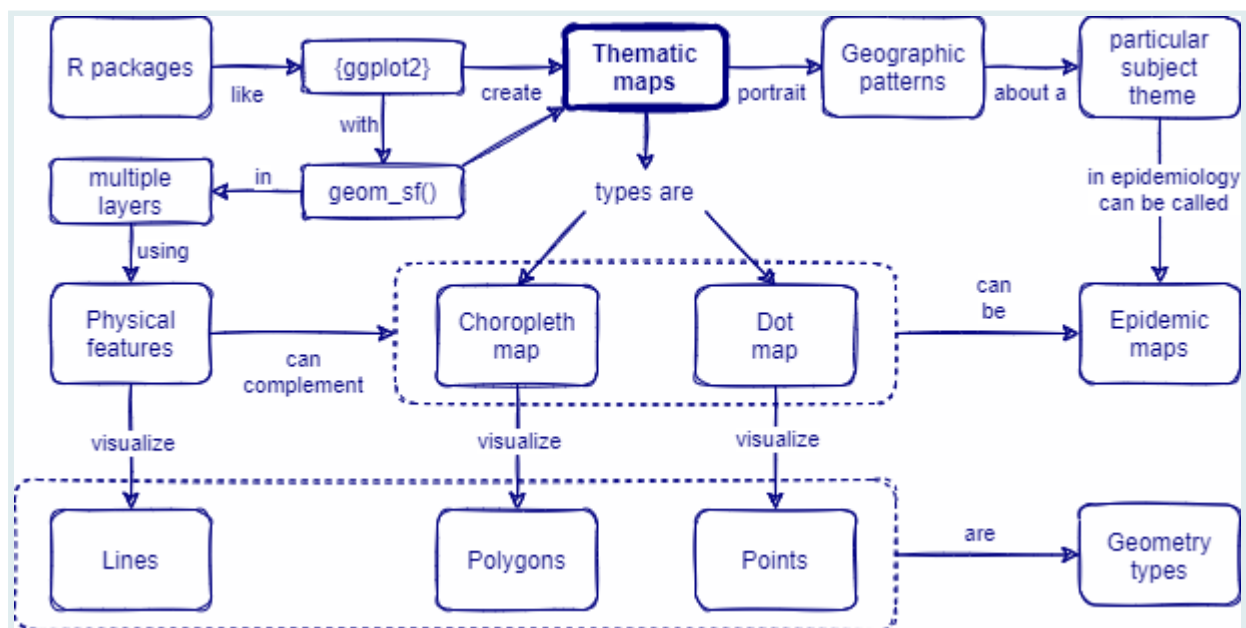 R packages
like
{ggplot2}
create
Thematic
maps
portrait
Geographic
patterns
about a
particular
subject
theme
with
multiple
layers
in
geom_sf()
types are
in epidemiology
can be called
using
Physical
features
can
complement
Choropleth
map
Dot
map
can
be
Epidemic
maps
visualize
visualize
visualize
Lines
Polygons
Points
are
Geometry
types